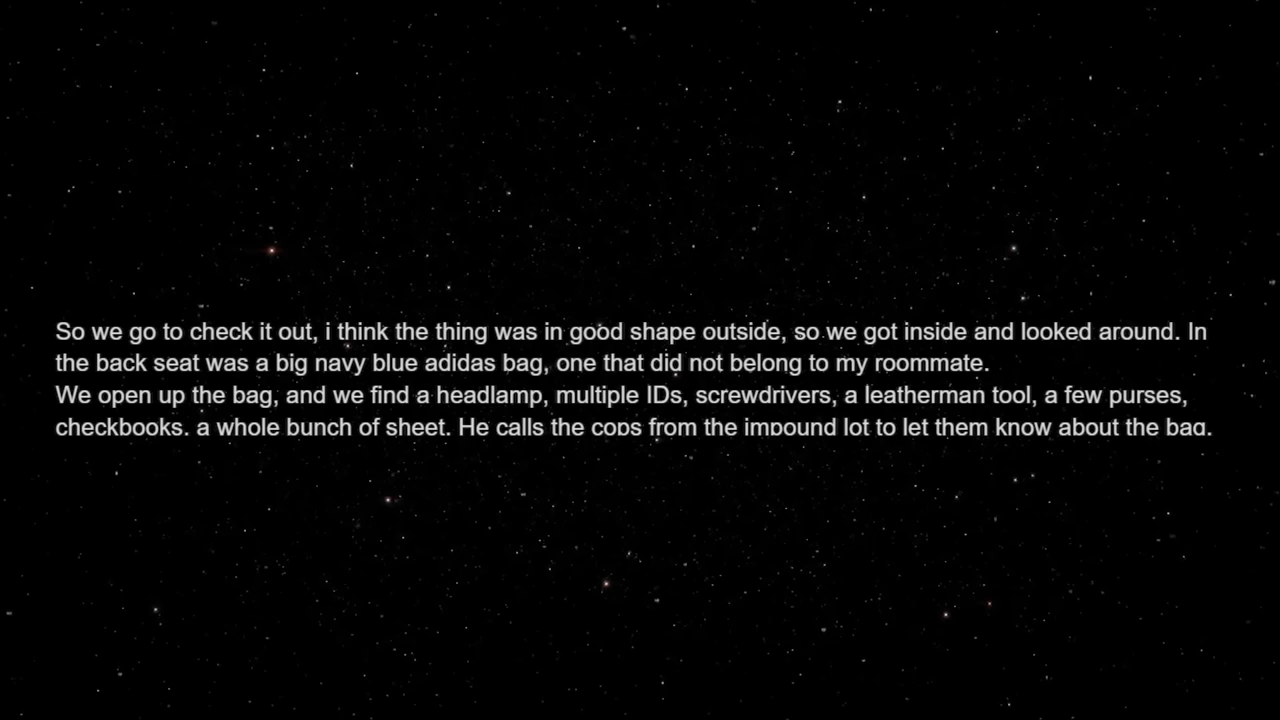 So we go to check it out, i think the thing was in good shape outside, so we got inside and looked around. In
the back seat was a big navy blue adidas bag, one that did not belong to my roommate.
We open up the bag, and we find a headlamp, multiple IDs, screwdrivers, a leatherman tool, a few purses,
checkbooks. a whole bunch of sheet. He calls the cops from the impound lot to let them know about the bag.